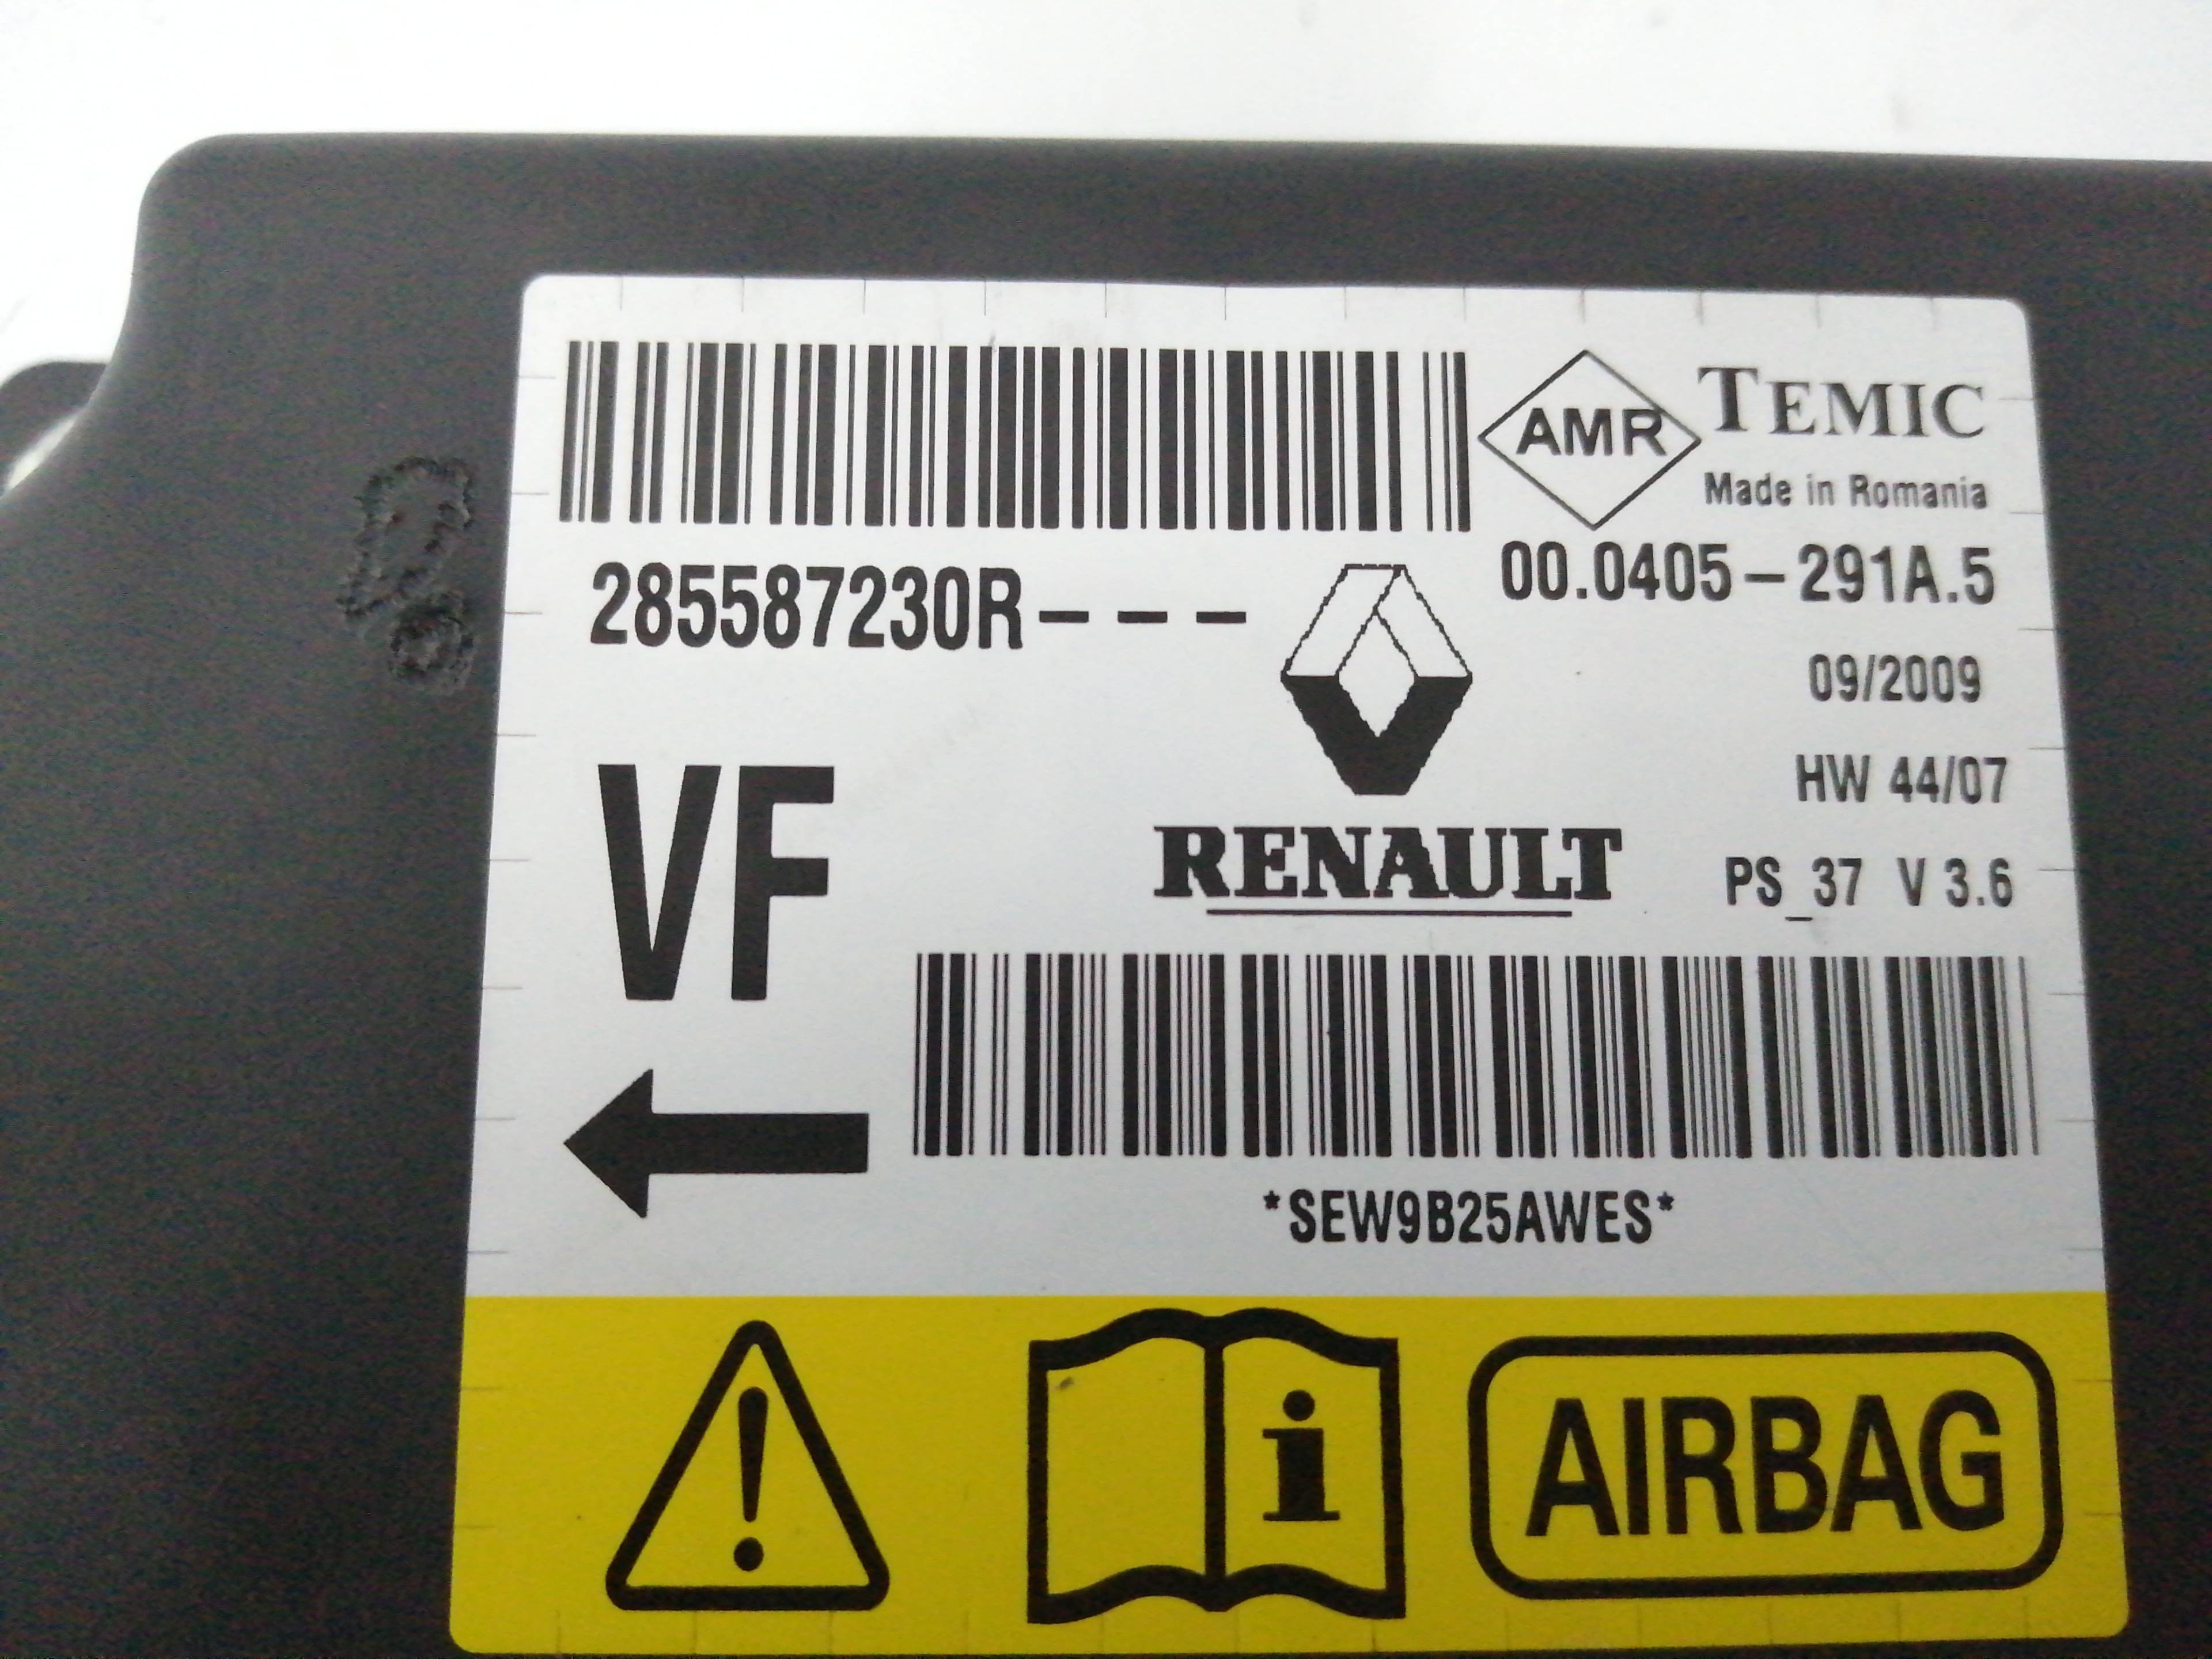 AMR
TEMIC
Made in Romania
285587230R---
00.0405-291A.5
09/2009
VF
HW 44/07
RENAULT
PS_37 V 3.6
*SEW9B25AWES*
AIRBAG